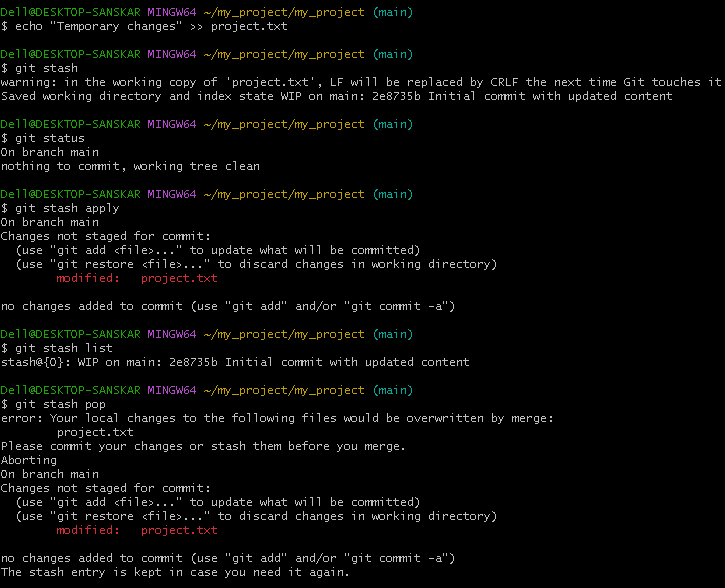 Dell@DESKTOP-SANSKAR MINGW64 ~/my_project/my_project (main)
$ echo "Temporary changes" >> project.txt

Dell@DESKTOP-SANSKAR MINGW64 ~/my_project/my_project (main)
$ git stash
warning: in the working copy of 'project.txt', LF will be replaced by CRLF the next time Git touches it
Saved working directory and index state WIP on main: 2e8735b Initial commit with updated content

Dell@DESKTOP-SANSKAR MINGW64 ~/my_project/my_project (main)
$ git status
On branch main
nothing to commit, working tree clean

Dell@DESKTOP-SANSKAR MINGW64 ~/my_project/my_project (main)
$ git stash apply
On branch main
Changes not staged for commit:
  (use "git add <file>..." to update what will be committed)
  (use "git restore <file>..." to discard changes in working directory)
        modified:   project.txt

no changes added to commit (use "git add" and/or "git commit -a")

Dell@DESKTOP-SANSKAR MINGW64 ~/my_project/my_project (main)
$ git stash list
stash@{0}: WIP on main: 2e8735b Initial commit with updated content

Dell@DESKTOP-SANSKAR MINGW64 ~/my_project/my_project (main)
$ git stash pop
error: Your local changes to the following files would be overwritten by merge:
        project.txt
Please commit your changes or stash them before you merge.
Aborting
On branch main
Changes not staged for commit:
  (use "git add <file>..." to update what will be committed)
  (use "git restore <file>..." to discard changes in working directory)
        modified:   project.txt

no changes added to commit (use "git add" and/or "git commit -a")
The stash entry is kept in case you need it again.